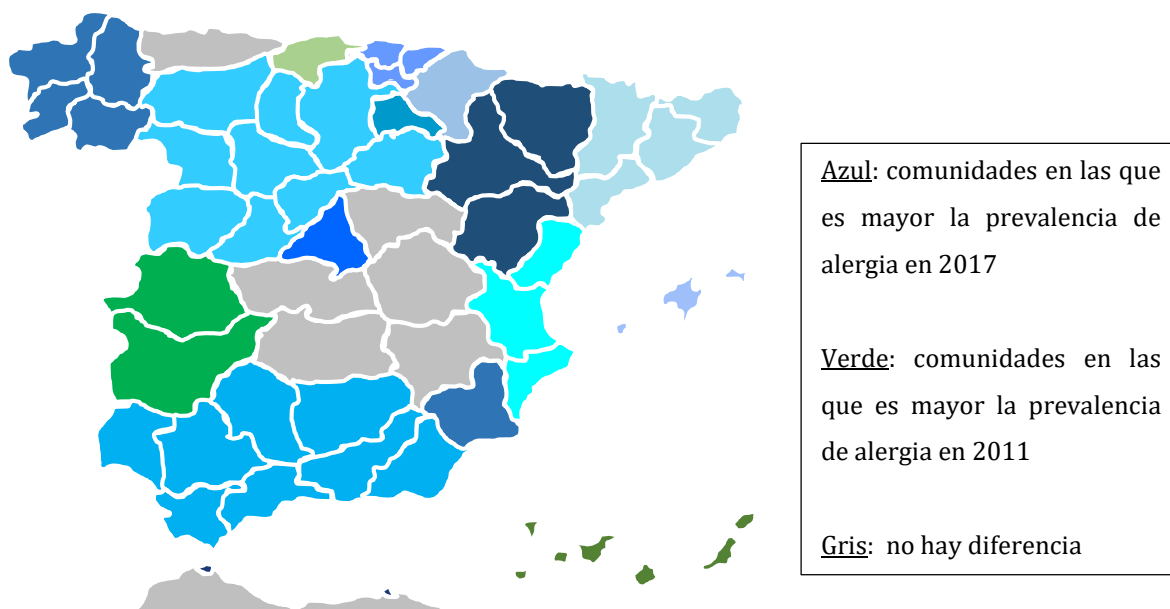 Azul: comunidades en las que
es mayor la prevalencia de
alergia en 2017
Verde: comunidades en las
que es mayor la prevalencia
de alergia en 2011
Gris: no hay diferencia